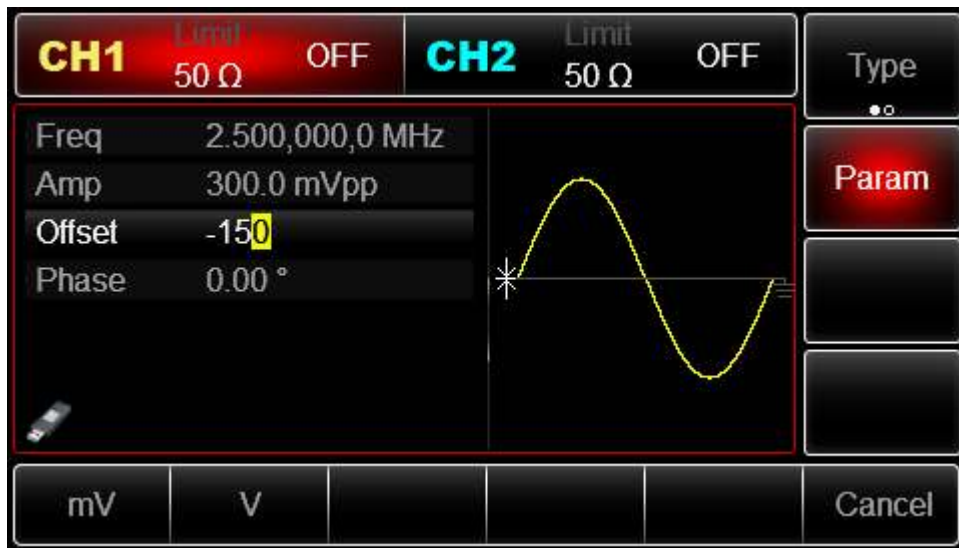 CH1 Limit 50 Ω OFF
CH2 Limit 50 Ω OFF
Type
Freq 2.500,000,0 MHz
Amp 300.0 mVpp
Offset -150
Phase 0.00 °
Param
mV V Cancel